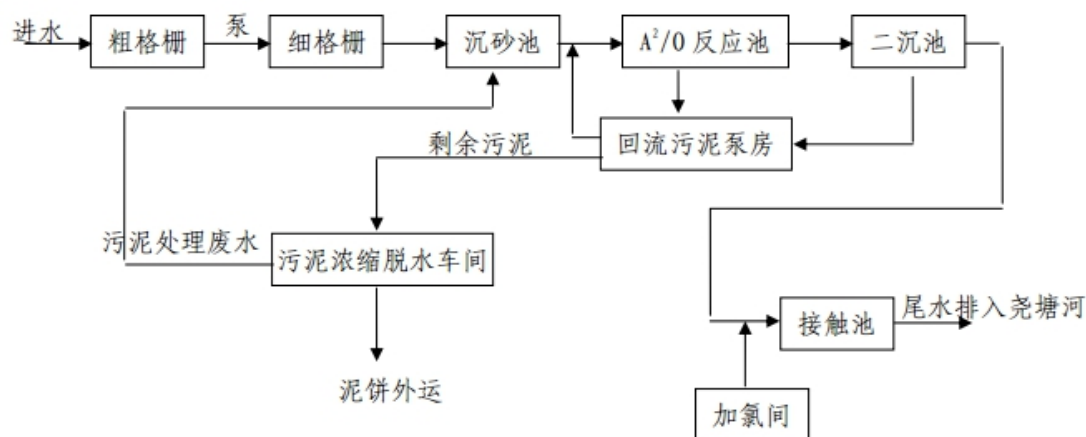 进水
粗格栅
泵
细格栅
沉砂池
A²/O 反应池
二沉池
剩余污泥
回流污泥泵房
污泥处理废水
污泥浓缩脱水车间
接触池
尾水排入尧塘河
泥饼外运
加氯间